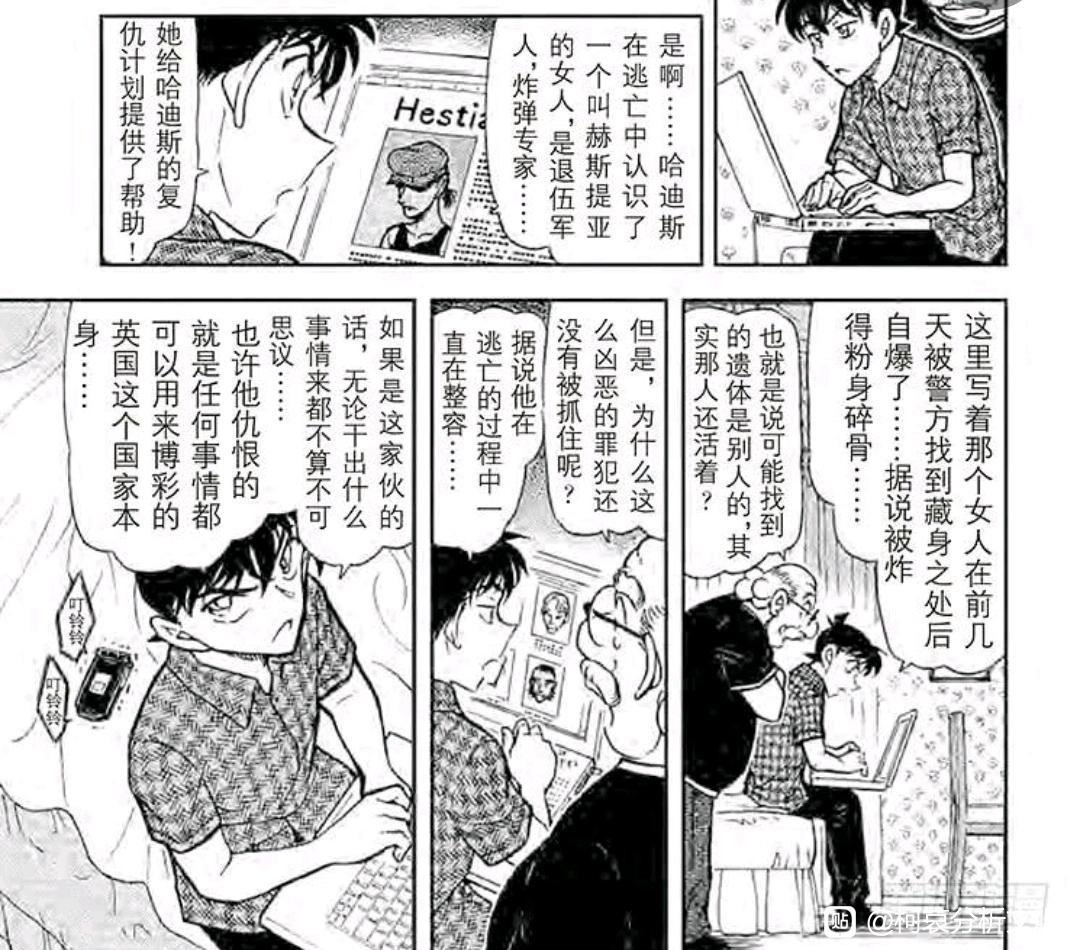 是啊……哈迪斯
在逃亡中认识了
一个叫赫斯提亚
的女人,是退伍军
人,炸弹专家……
Hestia
她给哈迪斯的复
仇计划提供了帮助!
这里写着那个女人在前几
天被警方找到藏身之处后
自爆了……据说被炸
得粉身碎骨……
也就是说可能找到
的遗体是别人的,其
实那人还活着?
但是,为什么这
么凶恶的罪犯还
没有被抓住呢?
据说他在
逃亡的过程中一
直在整容……
如果是这家伙的
话,无论干出什么
事情来都不算不可
思议……
也许他仇恨的
就是任何事情都
可以用来博彩的
英国这个国家本
身……
叮铃铃
叮铃铃
贴 @柯哀分析